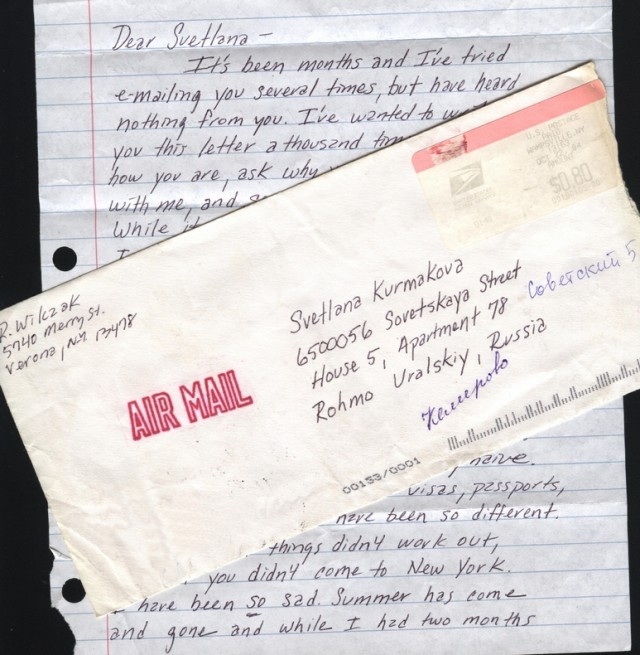 Dear Svetlana –
It's been months and I've tried
e-mailing you several times, but have heard
nothing from you. I've wanted to
you this letter a thousand
how you are, ask why
with me, and
While
I
R. Wilczak
5740 Merry St.
Verona, NY 13478
U.S. POSTAGE
$0.80
AIR MAIL
Svetlana Kurmakova
6500056 Sovetskaya Street
House 5, Apartment 78
Rohmo Uralskiy, Russia
Советский 5
Кемерово
00133/0001
naive.
visas, passports,
have been so different.
things didn't work out,
you didn't come to New York.
I have been so sad. Summer has come
and gone and while I had two months